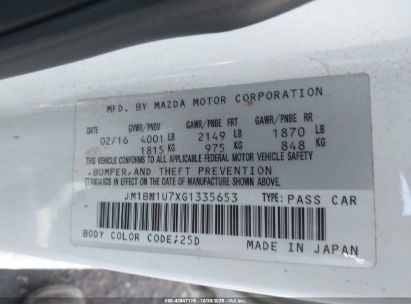 MFD. BY MAZDA MOTOR CORPORATION
DATE GVWR/PNBV GAWR/PNBE FRT GAWR/PNBE RR
02/16 4001 LB 2149 LB 1870 LB
1815 KG 975 KG 848 KG
THIS VEHICLE CONFORMS TO ALL APPLICABLE FEDERAL MOTOR VEHICLE SAFETY,
BUMPER, AND THEFT PREVENTION
STANDARDS IN EFFECT ON THE DATE OF MANUFACTURE SHOWN ABOVE.
JM1BM1U7XG1335653 TYPE: PASS CAR
BODY COLOR CODE: 25D
MADE IN JAPAN